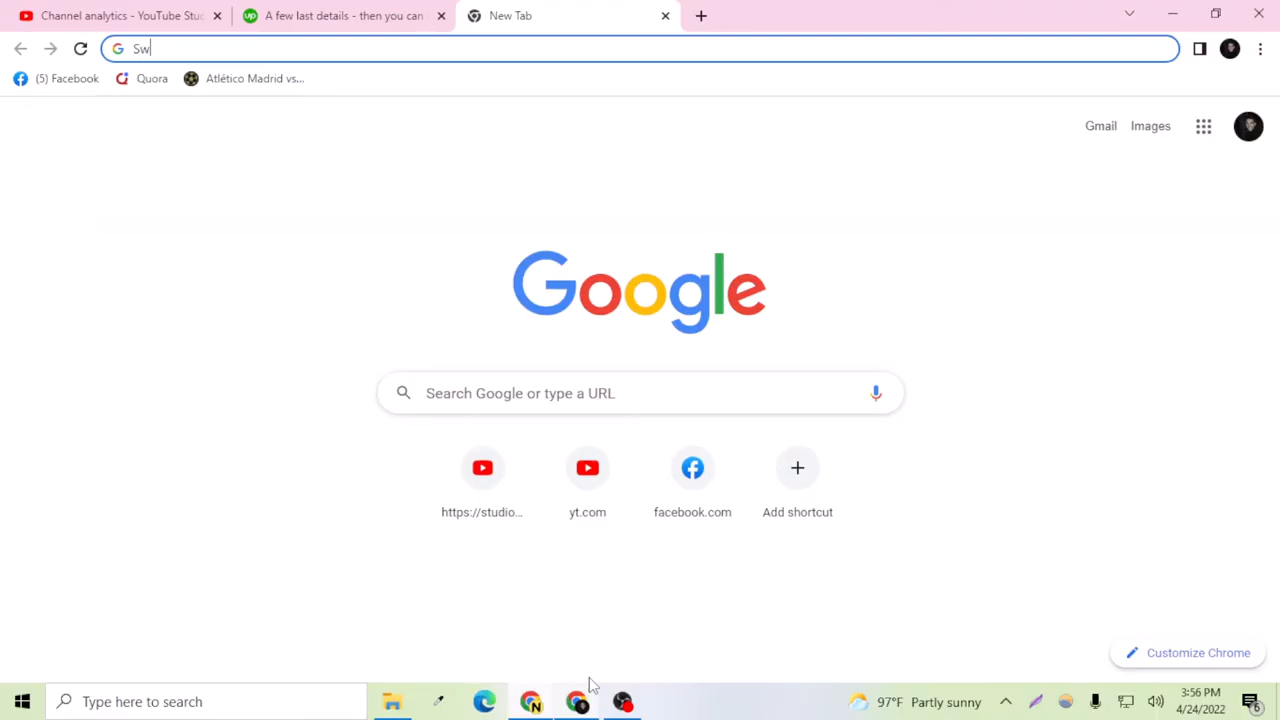 Channel analytics - YouTube Stud
A few last details - then you can
New Tab
Sw
(5) Facebook
Quora
Atlético Madrid vs...
Gmail
Images
Google
Search Google or type a URL
https://studio...
yt.com
facebook.com
Add shortcut
Customize Chrome
Type here to search
97°F Partly sunny
3:56 PM
4/24/2022
6